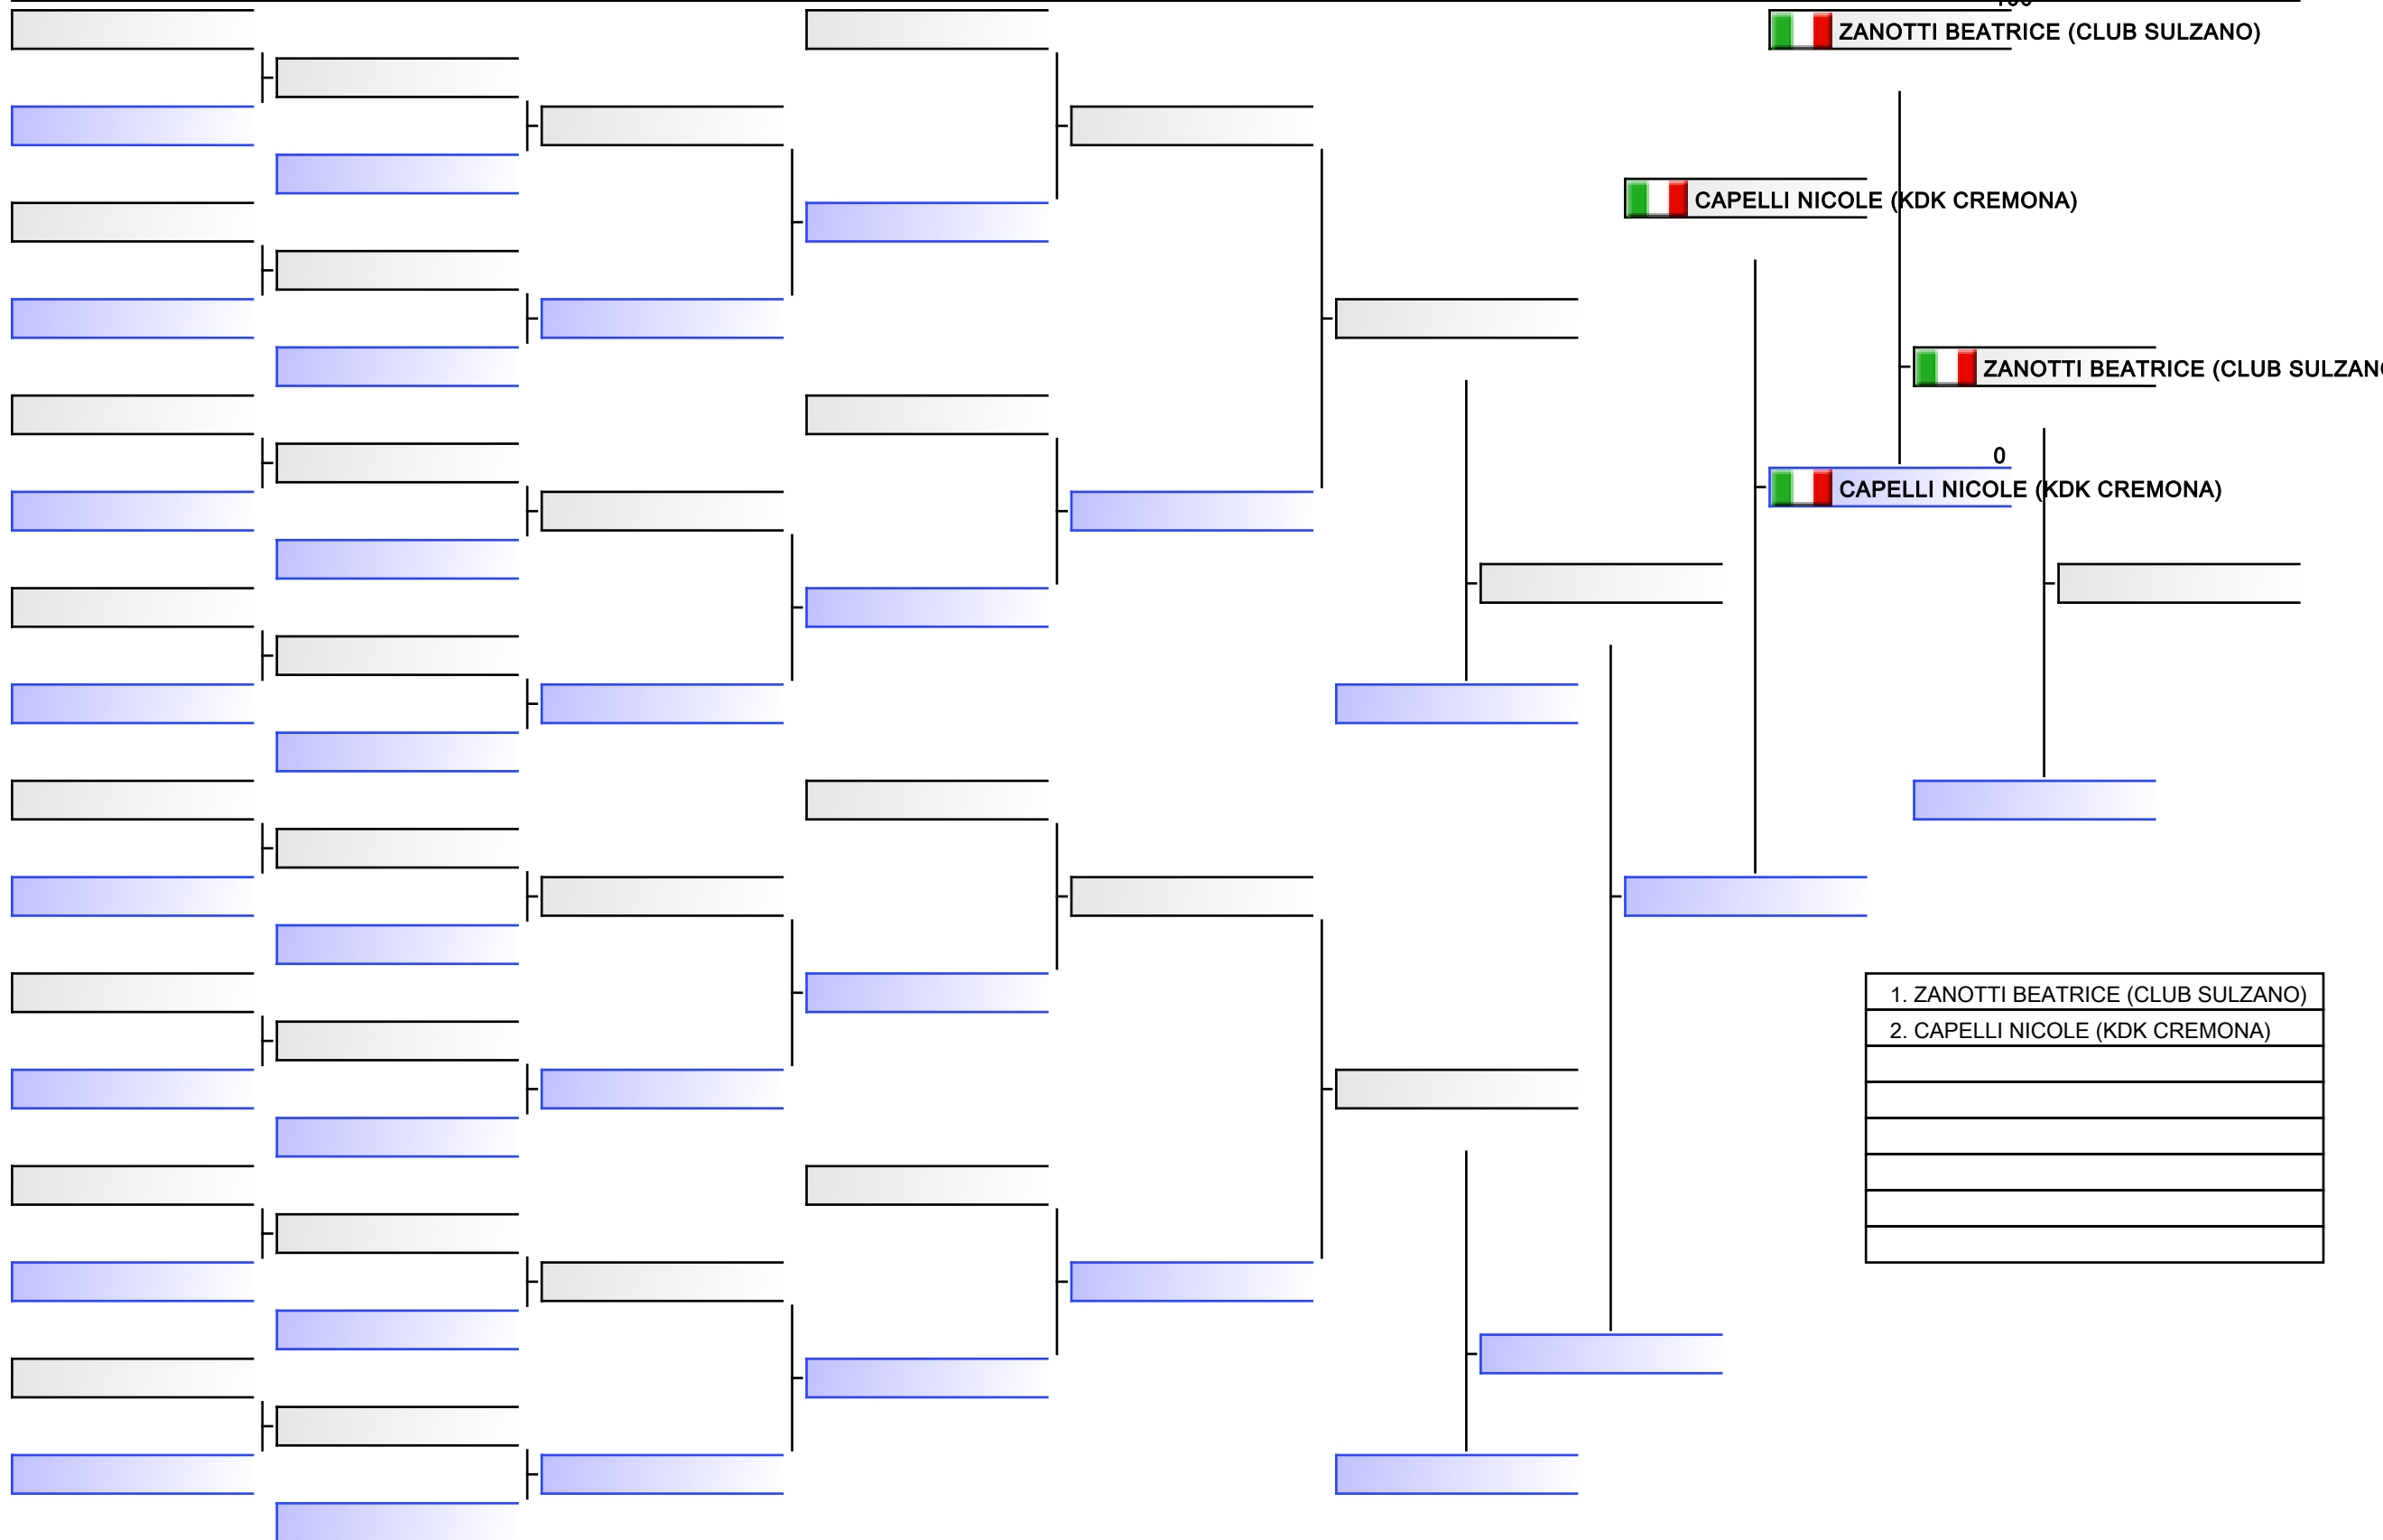 ZANOTTI BEATRICE (CLUB SULZANO)
CAPELLI NICOLE (KDK CREMONA)
ZANOTTI BEATRICE (CLUB SULZAN
0
CAPELLI NICOLE (KDK CREMONA)
1. ZANOTTI BEATRICE (CLUB SULZANO)
2. CAPELLI NICOLE (KDK CREMONA)